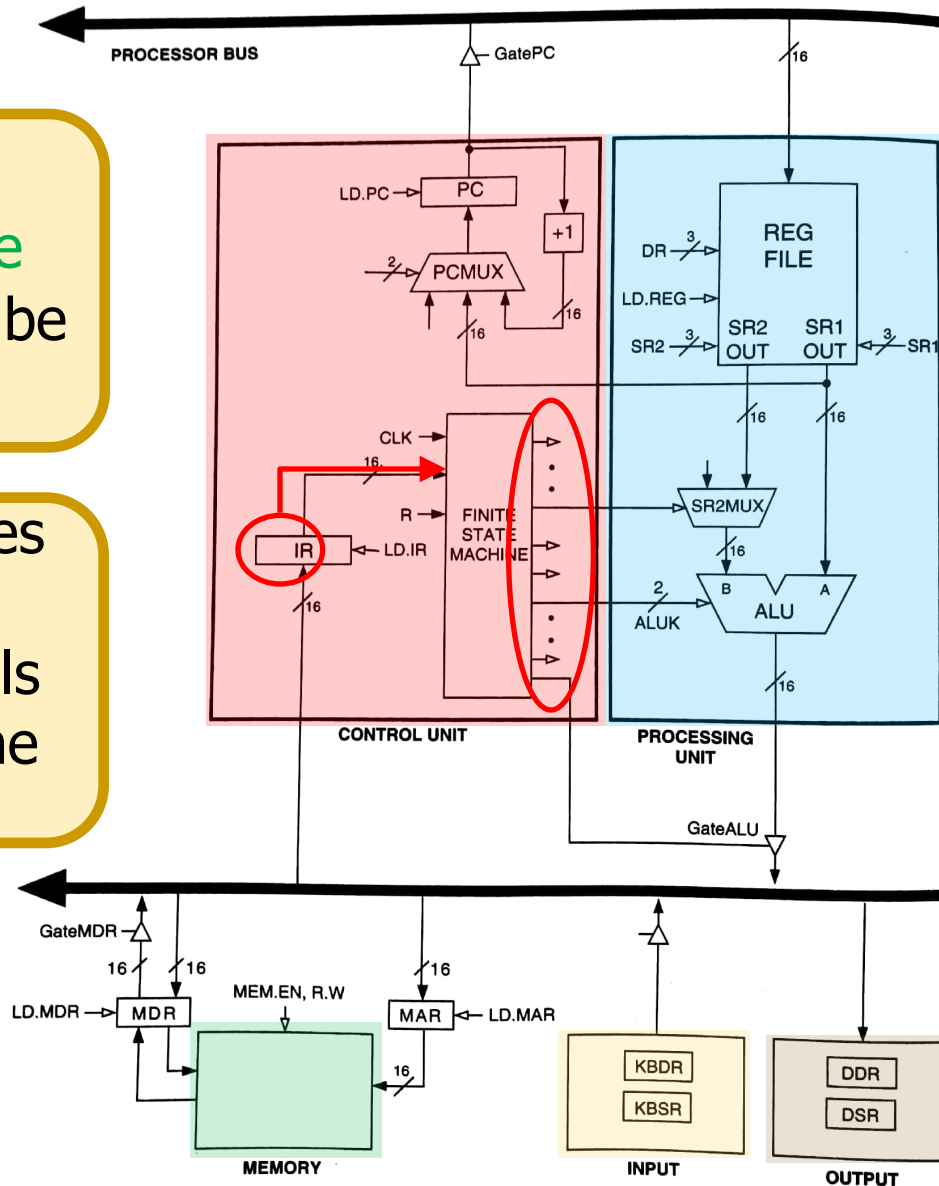 PROCESSOR BUS
GatePC
16
e
be
es
ls
ne
LD.PC
PC
+1
2
PCMUX
16
16
CLK
16
R
FINITE
STATE
MACHINE
IR
LD.IR
16
CONTROL UNIT
REG
FILE
DR
3
LD.REG
SR2
3
SR2
OUT
SR1
OUT
3
SR1
16
16
SR2MUX
16
B
A
ALU
2
ALUK
16
PROCESSING
UNIT
GateALU
GateMDR
16
16
LD.MDR
MDR
MEM.EN, R.W
16
MAR
LD.MAR
16
MEMORY
KBDR
KBSR
INPUT
DDR
DSR
OUTPUT